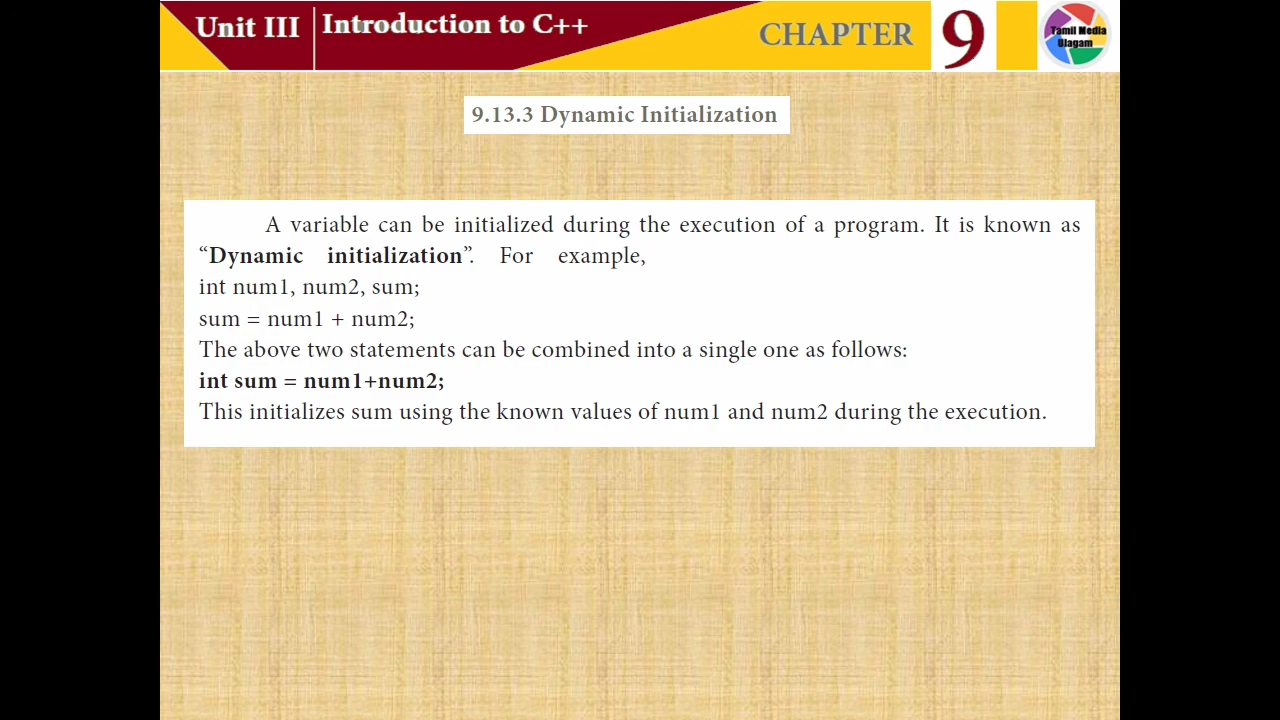 Unit III Introduction to C++ CHAPTER 9
Tamil Media
Ulagam
9.13.3 Dynamic Initialization
A variable can be initialized during the execution of a program. It is known as
“Dynamic initialization”. For example,
int num1, num2, sum;
sum = num1 + num2;
The above two statements can be combined into a single one as follows:
int sum = num1+num2;
This initializes sum using the known values of num1 and num2 during the execution.